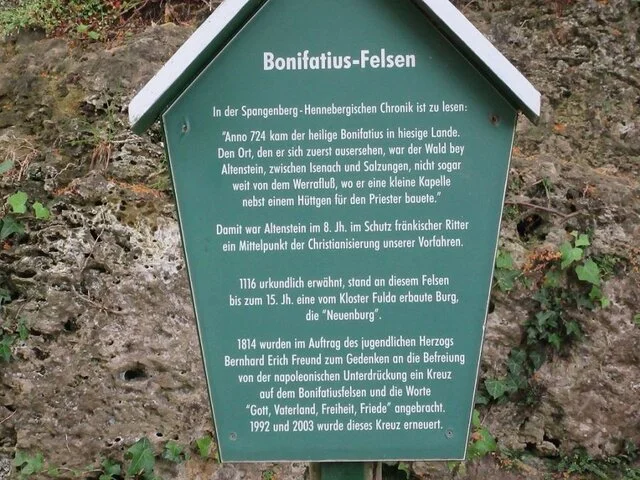 Bonifatius-Felsen
In der Spangenberg-Hennebergischen Chronik ist zu lesen:
"Anno 724 kam der heilige Bonifatius in hiesige Lande.
Den Ort, den er sich zuerst ausersehen, war der Wald bey
Altenstein, zwischen Isenach und Salzungen, nicht sogar
weit von dem Werrafluß, wo er eine kleine Kapelle
nebst einem Hüttgen für den Priester bauete."
Damit war Altenstein im 8. Jh. im Schutz fränkischer Ritter
ein Mittelpunkt der Christianisierung unserer Vorfahren.
1116 urkundlich erwähnt, stand an diesem Felsen
bis zum 15. Jh. eine vom Kloster Fulda erbaute Burg,
die "Neuenburg".
1814 wurden im Auftrag des jugendlichen Herzogs
Bernhard Erich Freund zum Gedenken an die Befreiung
von der napoleonischen Unterdrückung ein Kreuz
auf dem Bonifatiusfelsen und die Worte
"Gott, Vaterland, Freiheit, Friede" angebracht.
1992 und 2003 wurde dieses Kreuz erneuert.